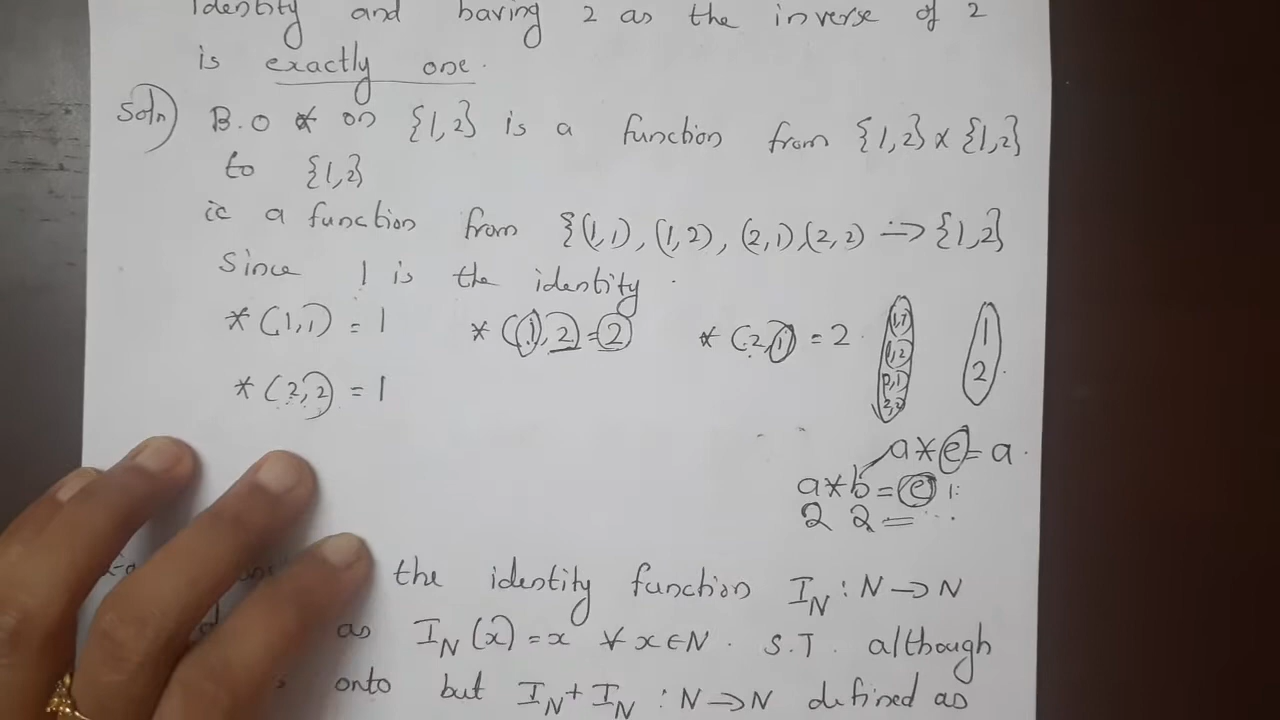 identity and having 2 as the inverse of 2
is exactly one.
Soln) B.O * on {1,2} is a function from {1,2} x {1,2}
to {1,2}
ie a function from {(1,1), (1,2), (2,1),(2,2) => {1,2}
Since 1 is the identity.
*(1,1) = 1 *(1,2)=2 *(2,1) = 2
1,1
1,2
2,1
2,2
1
2
*(2,2) = 1
a*e=a.
a*b=e 1
2 2 = ...
the identity function I_N : N → N
as I_N(x) = x ∀ x ∈ N. S.T. although
onto but I_N + I_N : N → N defined as